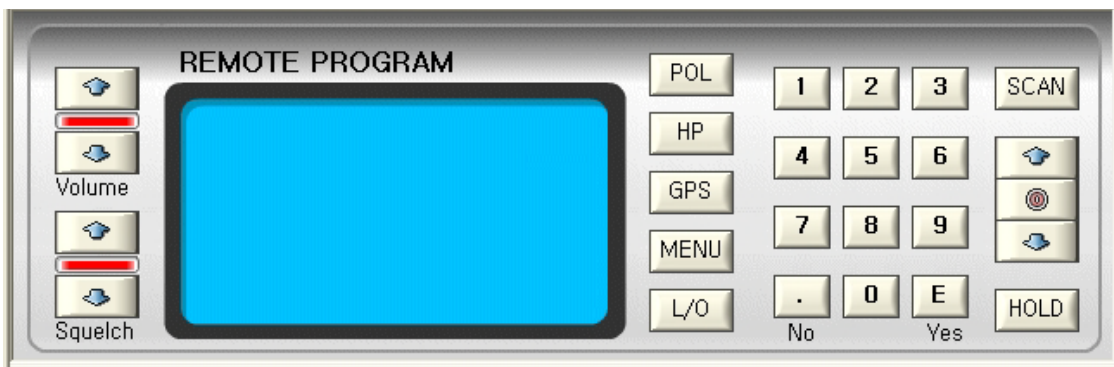 REMOTE PROGRAM
Volume
Squelch
POL
HP
GPS
MENU
L/O
1 2 3
4 5 6
7 8 9
. 0 E
No Yes
SCAN
HOLD